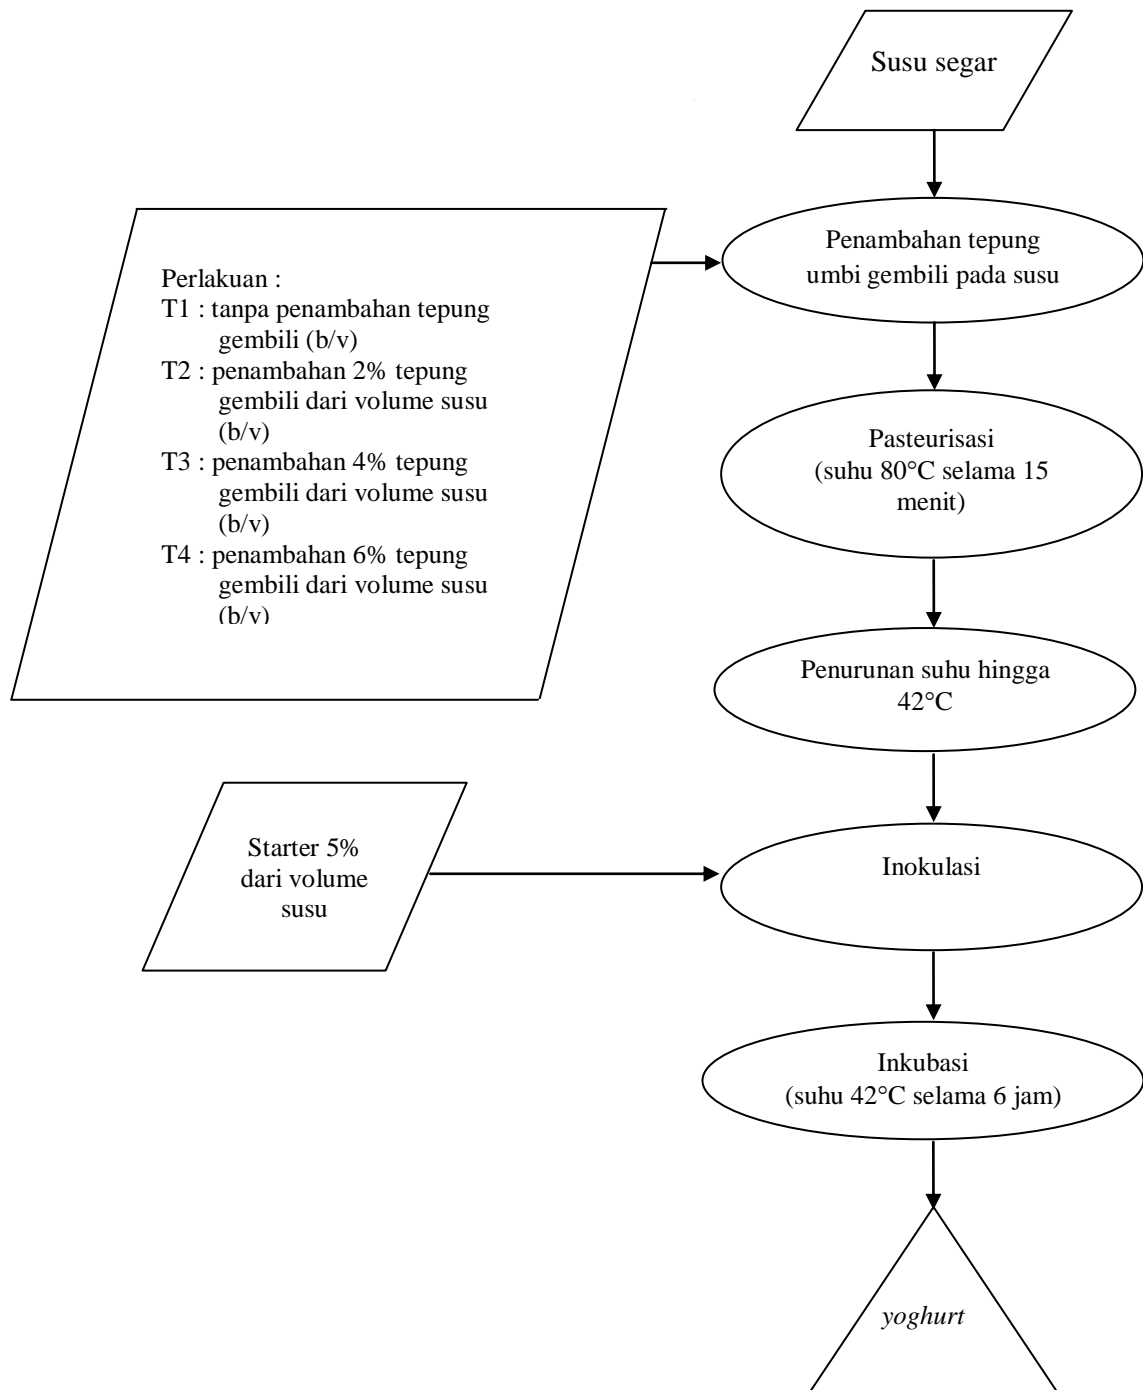 Susu segar
Penambahan tepung
umbi gembili pada susu
Perlakuan :
T1 : tanpa penambahan tepung
gembili (b/v)
T2 : penambahan 2% tepung
gembili dari volume susu
(b/v)
T3 : penambahan 4% tepung
gembili dari volume susu
(b/v)
T4 : penambahan 6% tepung
gembili dari volume susu
(b/v)
Pasteurisasi
(suhu 80°C selama 15
menit)
Penurunan suhu hingga
42°C
Starter 5%
dari volume
susu
Inokulasi
Inkubasi
(suhu 42°C selama 6 jam)
yoghurt